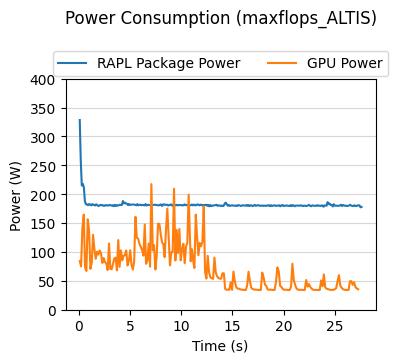 Power Consumption (maxflops_ALTIS)
RAPL Package Power GPU Power
400
350
300
250
200
150
100
50
0
Power (W)
0 5 10 15 20 25
Time (s)